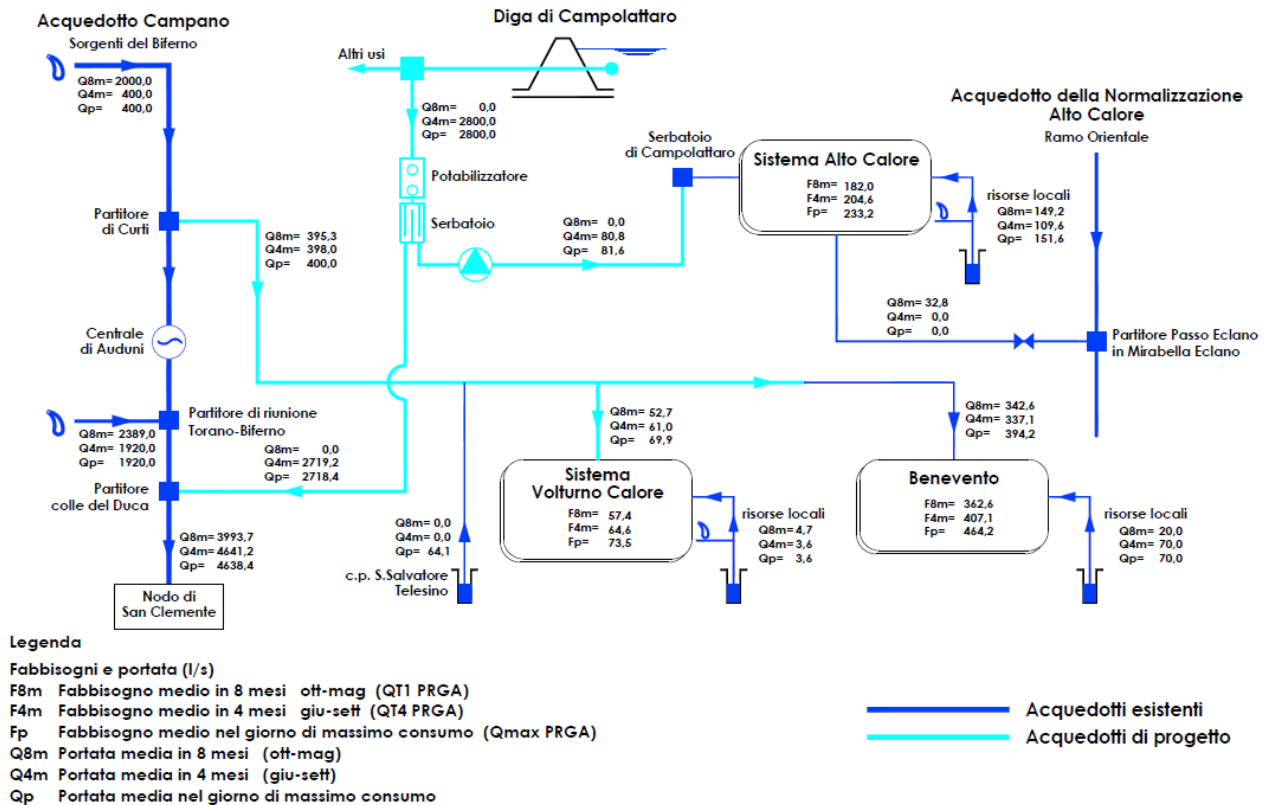 Acquedotto Campano
Sorgenti del Biferno
Q8m= 2000,0
Q4m= 400,0
Qp= 400,0
Diga di Campolattaro
Altri usi
Q8m= 0,0
Q4m= 2800,0
Qp= 2800,0
Potabilizzatore
Serbatoio
Q8m= 0,0
Q4m= 80,8
Qp= 81,6
Serbatoio
di Campolattaro
Sistema Alto Calore
F8m= 182,0
F4m= 204,6
Fp= 233,2
risorse locali
Q8m= 149,2
Q4m= 109,6
Qp= 151,6
Acquedotto della Normalizzazione
Alto Calore
Ramo Orientale
Q8m= 32,8
Q4m= 0,0
Qp= 0,0
Partitore Passo Eclano
in Mirabella Eclano
Partitore
di Curti
Q8m= 395,3
Q4m= 398,0
Qp= 400,0
Centrale
di Auduni
Partitore di riunione
Torano-Biferno
Q8m= 2389,0
Q4m= 1920,0
Qp= 1920,0
Q8m= 0,0
Q4m= 2719,2
Qp= 2718,4
Partitore
colle del Duca
Q8m= 3993,7
Q4m= 4641,2
Qp= 4638,4
Nodo di
San Clemente
Q8m= 0,0
Q4m= 0,0
Qp= 64,1
c.p. S.Salvatore
Telesino
Q8m= 52,7
Q4m= 61,0
Qp= 69,9
Sistema
Volturno Calore
F8m= 57,4
F4m= 64,6
Fp= 73,5
risorse locali
Q8m= 4,7
Q4m= 3,6
Qp= 3,6
Q8m= 342,6
Q4m= 337,1
Qp= 394,2
Benevento
F8m= 362,6
F4m= 407,1
Fp= 464,2
risorse locali
Q8m= 20,0
Q4m= 70,0
Qp= 70,0
Legenda
Fabbisogni e portata (l/s)
F8m Fabbisogno medio in 8 mesi ott-mag (QT1 PRGA)
F4m Fabbisogno medio in 4 mesi giu-sett (QT4 PRGA)
Fp Fabbisogno medio nel giorno di massimo consumo (Qmax PRGA)
Q8m Portata media in 8 mesi (ott-mag)
Q4m Portata media in 4 mesi (giu-sett)
Qp Portata media nel giorno di massimo consumo
Acquedotti esistenti
Acquedotti di progetto